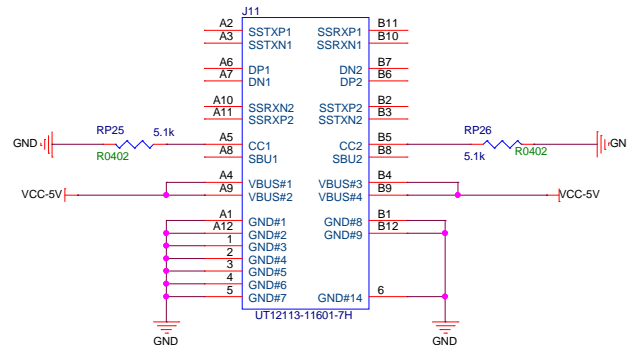 J11
A2 SSTXP1 SSRXP1 B11
A3 SSTXN1 SSRXN1 B10
A6 DP1 DN2 B7
A7 DN1 DP2 B6
A10 SSRXN2 SSTXP2 B2
A11 SSRXP2 SSTXN2 B3
RP25 5.1k
GND R0402 A5 CC1 CC2 B5 RP26 GN
5.1k R0402
A8 SBU1 SBU2 B8
A4 VBUS#1 VBUS#3 B4
VCC-5V A9 VBUS#2 VBUS#4 B9 VCC-5V
A1 GND#1 GND#8 B1
A12 GND#2 GND#9 B12
1 GND#3
2 GND#4
3 GND#5
4 GND#6
5 GND#7 GND#14 6
UT12113-11601-7H
GND GND